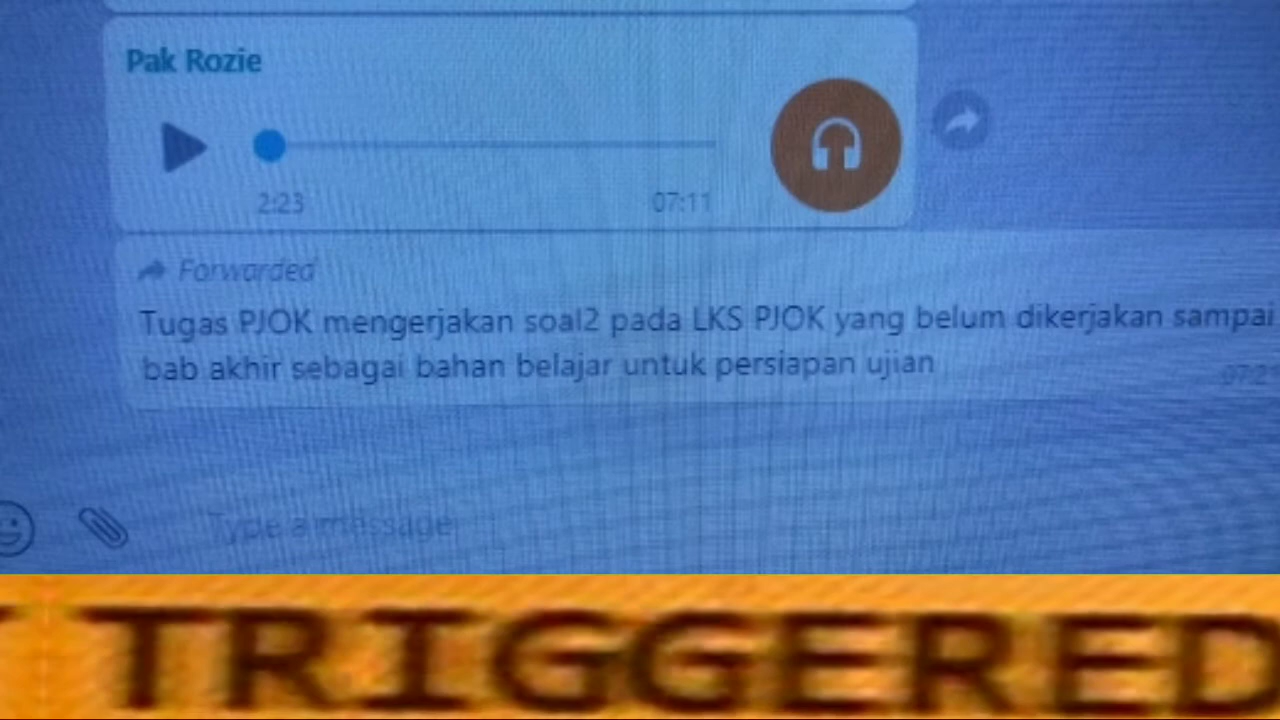 Pak Rozie
2:23 07:11
Forwarded
Tugas PJOK mengerjakan soal2 pada LKS PJOK yang belum dikerjakan sampai
bab akhir sebagai bahan belajar untuk persiapan ujian
Type a message
TRIGGERED